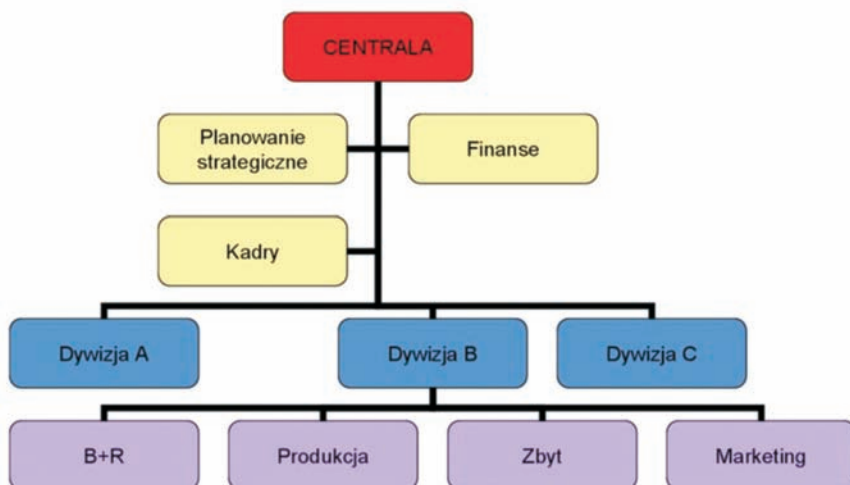 CENTRALA
Planowanie
strategiczne
Finanse
Kadry
Dywizja A
Dywizja B
Dywizja C
B+R
Produkcja
Zbyt
Marketing